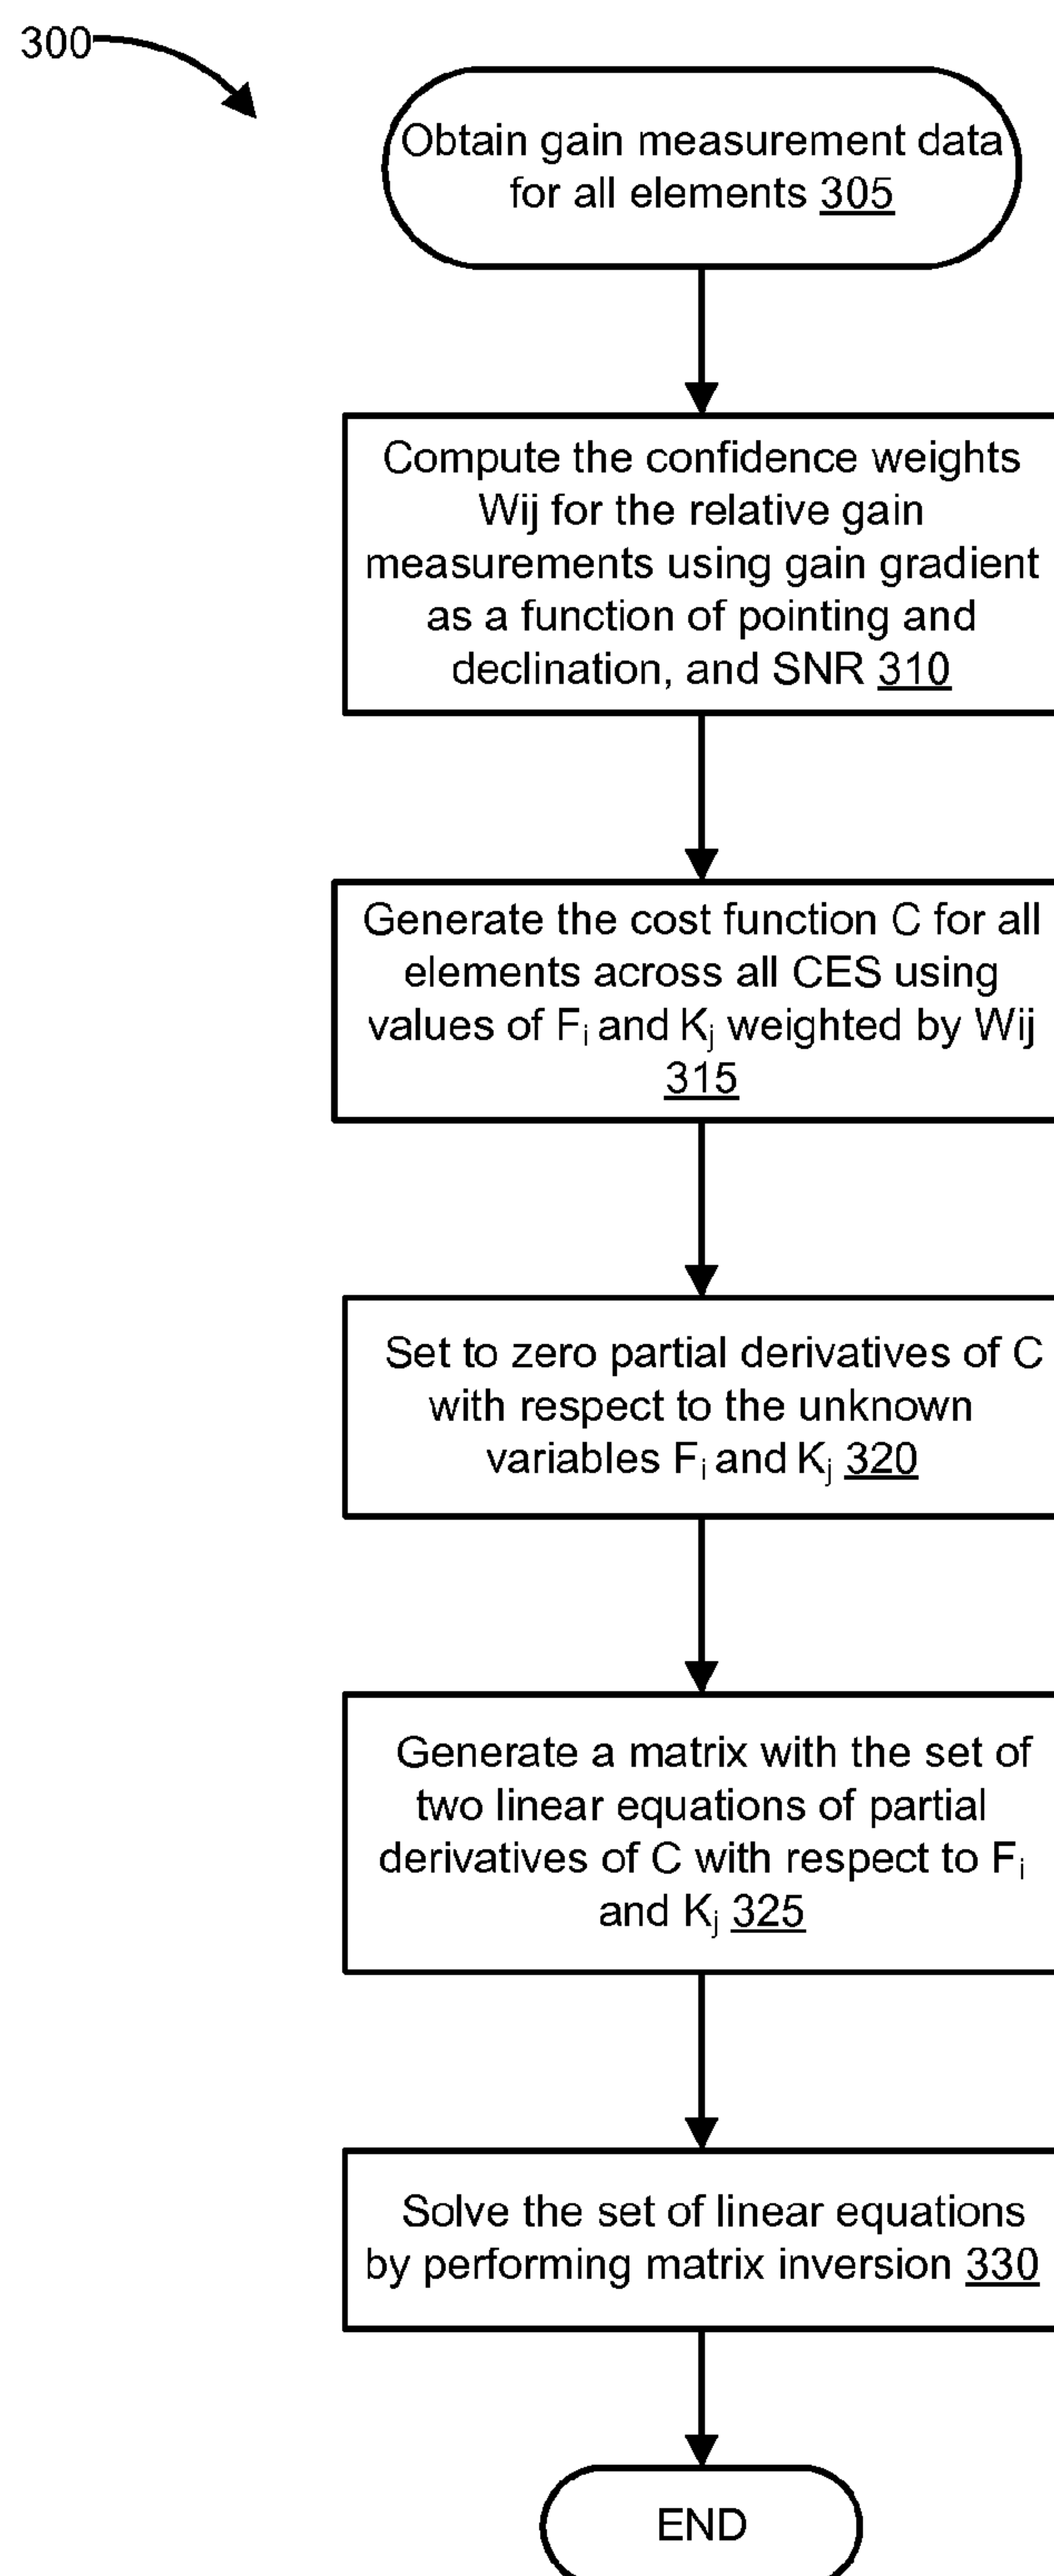 300
Obtain gain measurement data
for all elements 305
Compute the confidence weights
Wij for the relative gain
measurements using gain gradient
as a function of pointing and
declination, and SNR 310
Generate the cost function C for all
elements across all CES using
values of Fi and Kj weighted by Wij
315
Set to zero partial derivatives of C
with respect to the unknown
variables Fi and Kj 320
Generate a matrix with the set of
two linear equations of partial
derivatives of C with respect to Fi
and Kj 325
Solve the set of linear equations
by performing matrix inversion 330
END